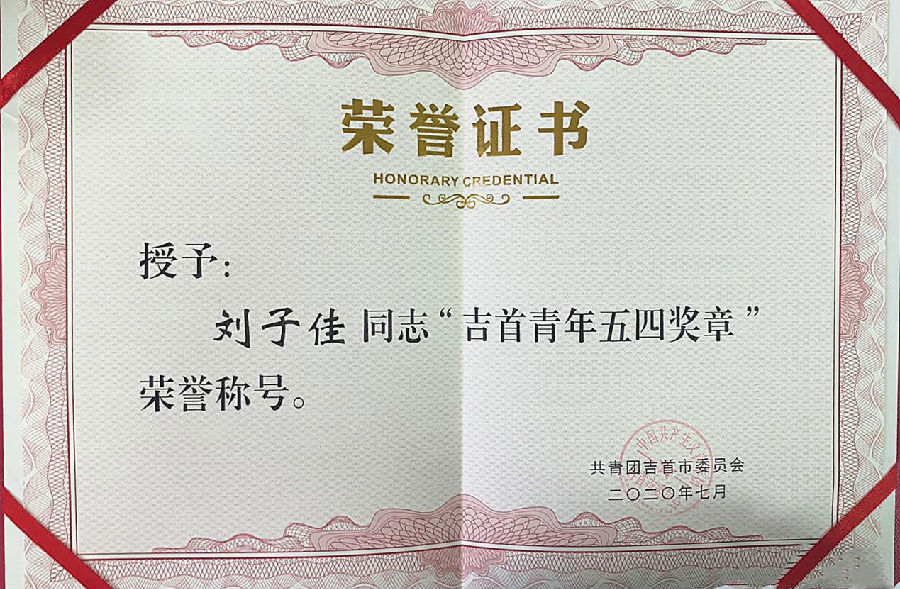 荣誉证书
HONORARY CREDENTIAL
授予：
刘子佳同志“吉首青年五四奖章”
荣誉称号。
共青团吉首市委员会
二〇二〇年七月